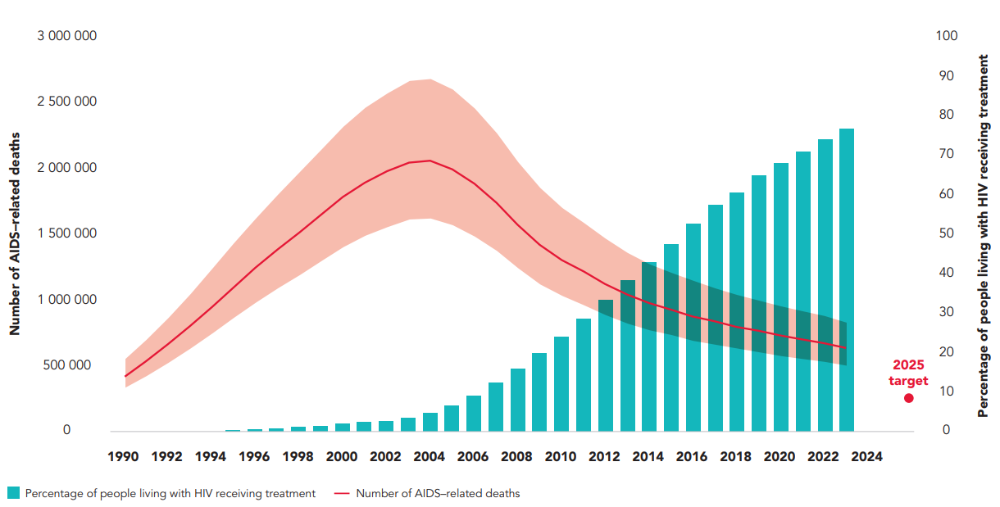 3 000 000
2 500 000
2 000 000
1 500 000
1 000 000
500 000
0
Number of AIDS–related deaths
100
90
80
70
60
50
40
30
20
10
0
Percentage of people living with HIV receiving treatment
2025
target
1990 1992 1994 1996 1998 2000 2002 2004 2006 2008 2010 2012 2014 2016 2018 2020 2022 2024
Percentage of people living with HIV receiving treatment
Number of AIDS–related deaths